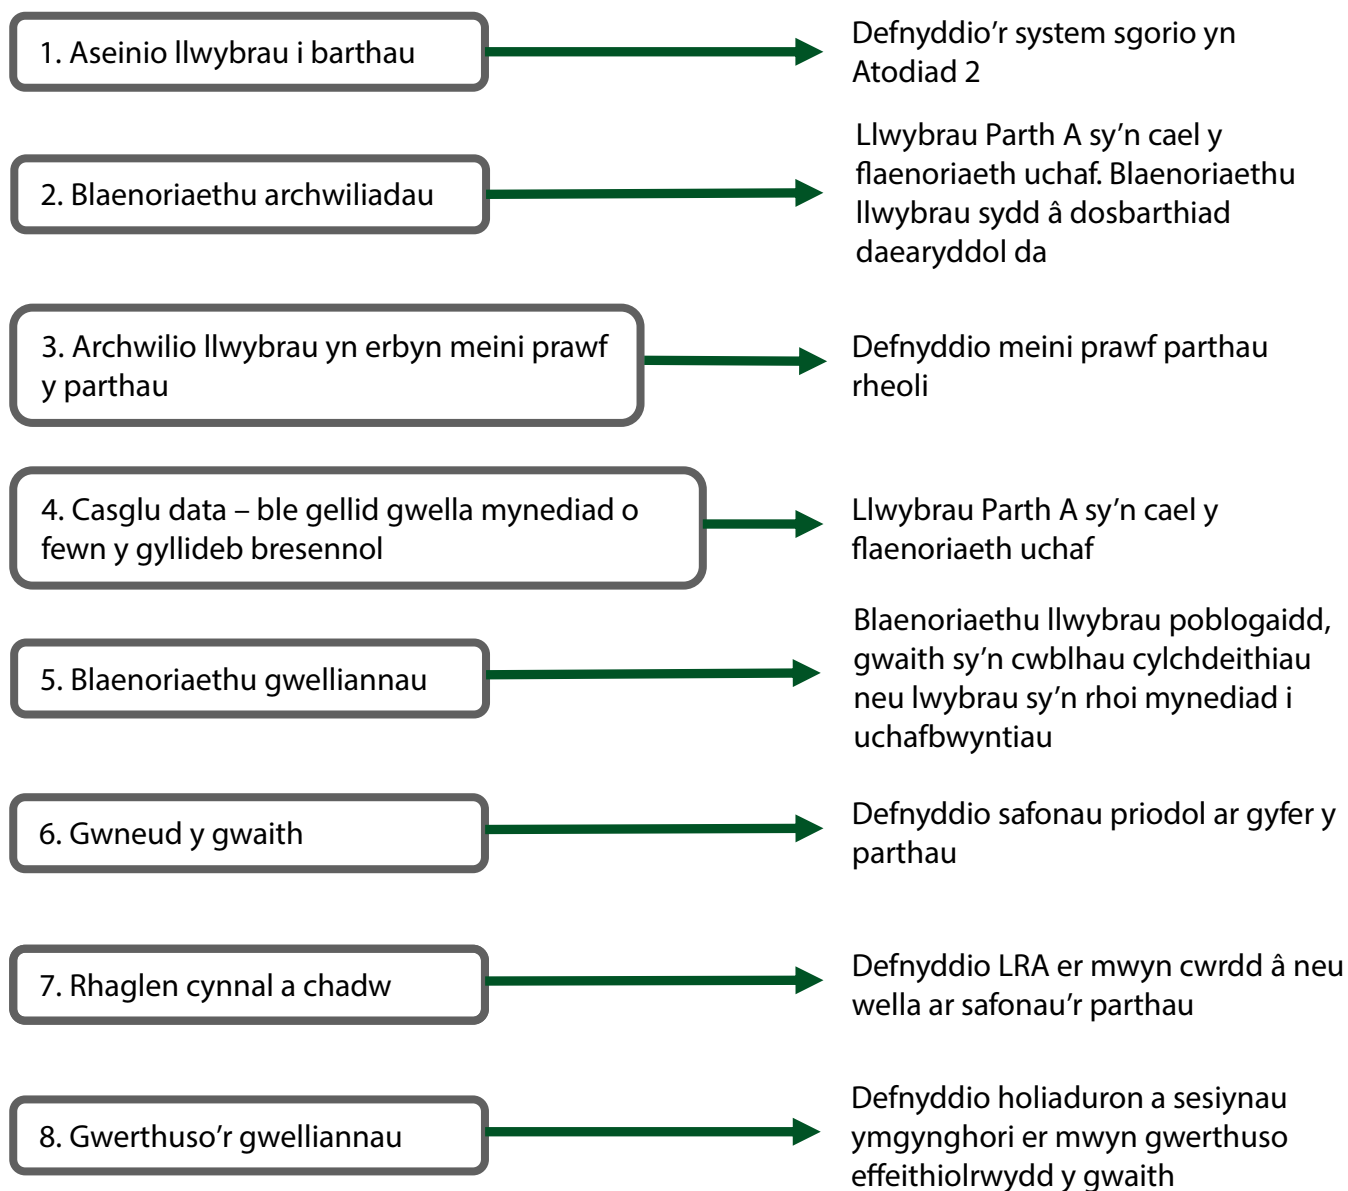 1. Aseinio llwybrau i barthau
Defnyddio’r system sgorio yn
Atodiad 2
2. Blaenoriaethu archwiliadau
Llwybrau Parth A sy’n cael y
flaenoriaeth uchaf. Blaenoriaethu
llwybrau sydd â dosbarthiad
daearyddol da
3. Archwilio llwybrau yn erbyn meini prawf
y parthau
Defnyddio meini prawf parthau
rheoli
4. Casglu data – ble gellid gwella mynediad o
fewn y gyllideb bresennol
Llwybrau Parth A sy’n cael y
flaenoriaeth uchaf
5. Blaenoriaethu gwelliannau
Blaenoriaethu llwybrau poblogaidd,
gwaith sy’n cwblhau cylchdeithiau
neu lwybrau sy’n rhoi mynediad i
uchafbwyntiau
6. Gwneud y gwaith
Defnyddio safonau priodol ar gyfer y
parthau
7. Rhaglen cynnal a chadw
Defnyddio LRA er mwyn cwrdd â neu
wella ar safonau’r parthau
8. Gwerthuso’r gwelliannau
Defnyddio holiaduron a sesiynau
ymgynghori er mwyn gwerthuso
effeithiolrwydd y gwaith